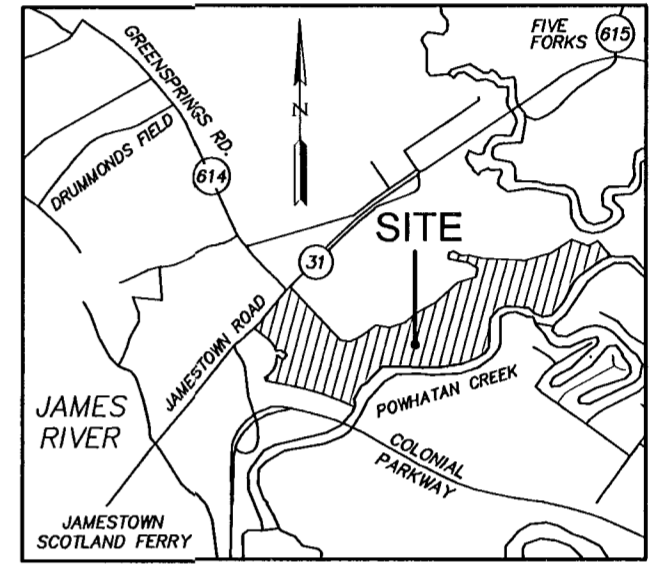 FIVE
FORKS
615
GREENSPRINGS RD.
N
DRUMMONDS FIELD
614
SITE
31
JAMESTOWN ROAD
JAMES
RIVER
POWHATAN CREEK
COLONIAL
PARKWAY
JAMESTOWN
SCOTLAND FERRY